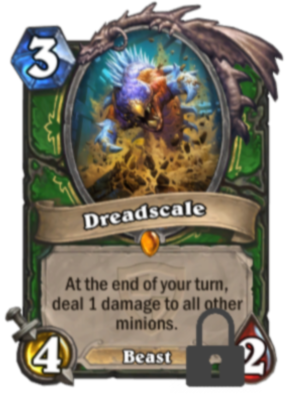 3
Dreadscale
At the end of your turn,
deal 1 damage to all other
minions.
4
Beast
2